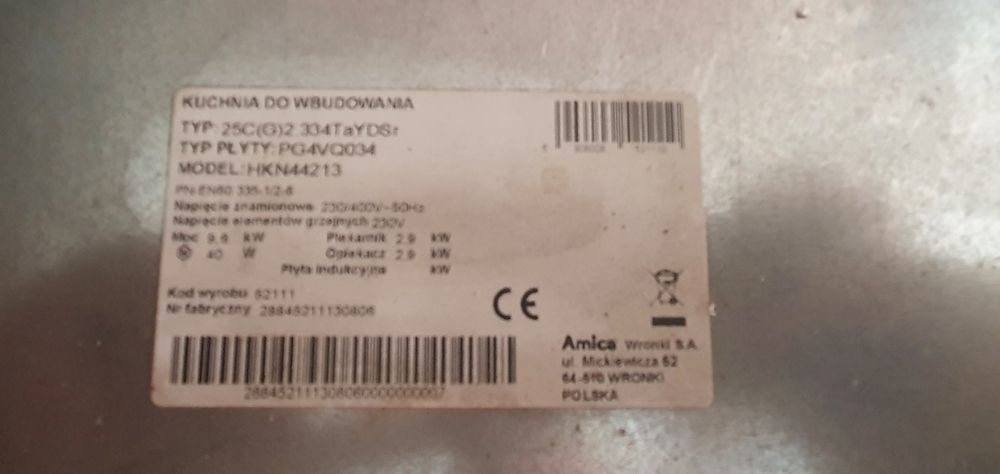 KUCHNIA DO WBUDOWANIA
TYP: 25C(G)2.334TaYDSr
TYP PŁYTY: PG4VQ034
MODEL: HKN44213
PN-EN60 335-1/2-6
Napięcie znamionowe 230/400V~50Hz
Napięcie elementów grzejnych 230V
Moc 9.6 kW Piekarnik 2.9 kW
40 W Opiekacz 2.9 kW
Płyta indukcyjna kW
Kod wyrobu 52111
Nr fabryczny 28845211130806
CE
288452111308060000000007
Amica Wronki S.A.
ul. Mickiewicza 52
64-510 WRONKI
POLSKA